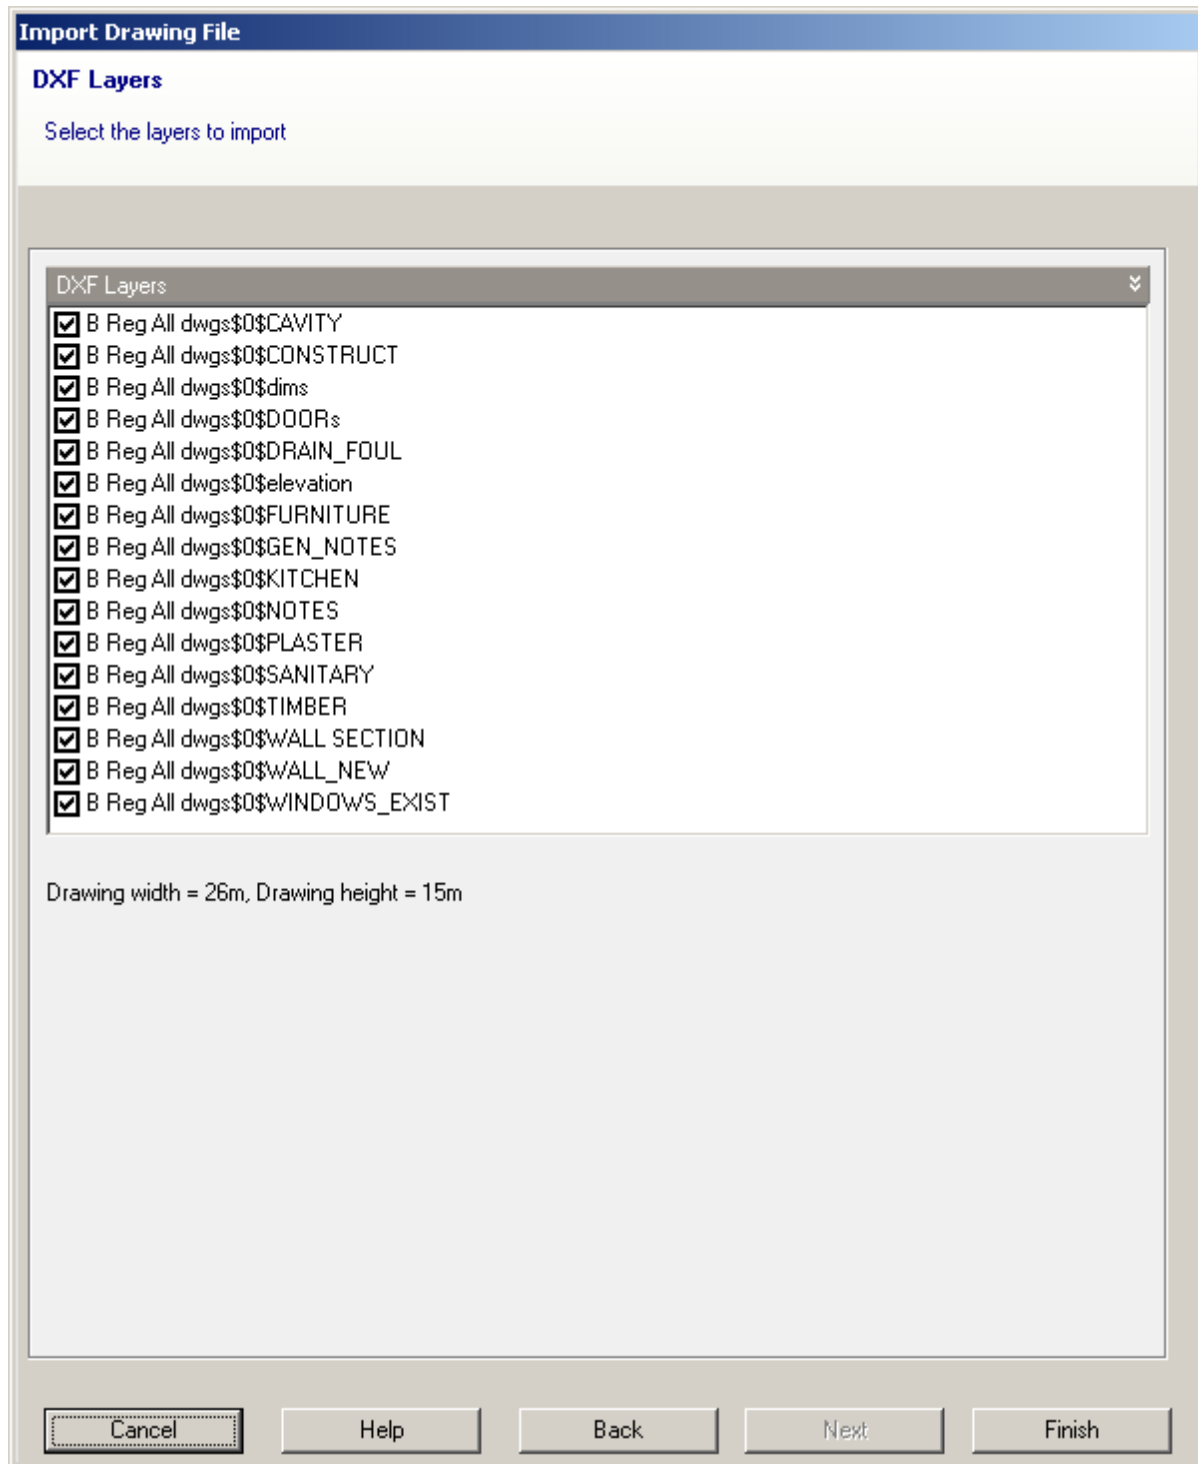 Import Drawing File
DXF Layers
Select the layers to import
DXF Layers
B Reg All dwgs$0$CAVITY
B Reg All dwgs$0$CONSTRUCT
B Reg All dwgs$0$dims
B Reg All dwgs$0$DOORs
B Reg All dwgs$0$DRAIN_FOUL
B Reg All dwgs$0$elevation
B Reg All dwgs$0$FURNITURE
B Reg All dwgs$0$GEN_NOTES
B Reg All dwgs$0$KITCHEN
B Reg All dwgs$0$NOTES
B Reg All dwgs$0$PLASTER
B Reg All dwgs$0$SANITARY
B Reg All dwgs$0$TIMBER
B Reg All dwgs$0$WALL SECTION
B Reg All dwgs$0$WALL_NEW
B Reg All dwgs$0$WINDOWS_EXIST
Drawing width = 26m, Drawing height = 15m
Cancel Help Back Next Finish